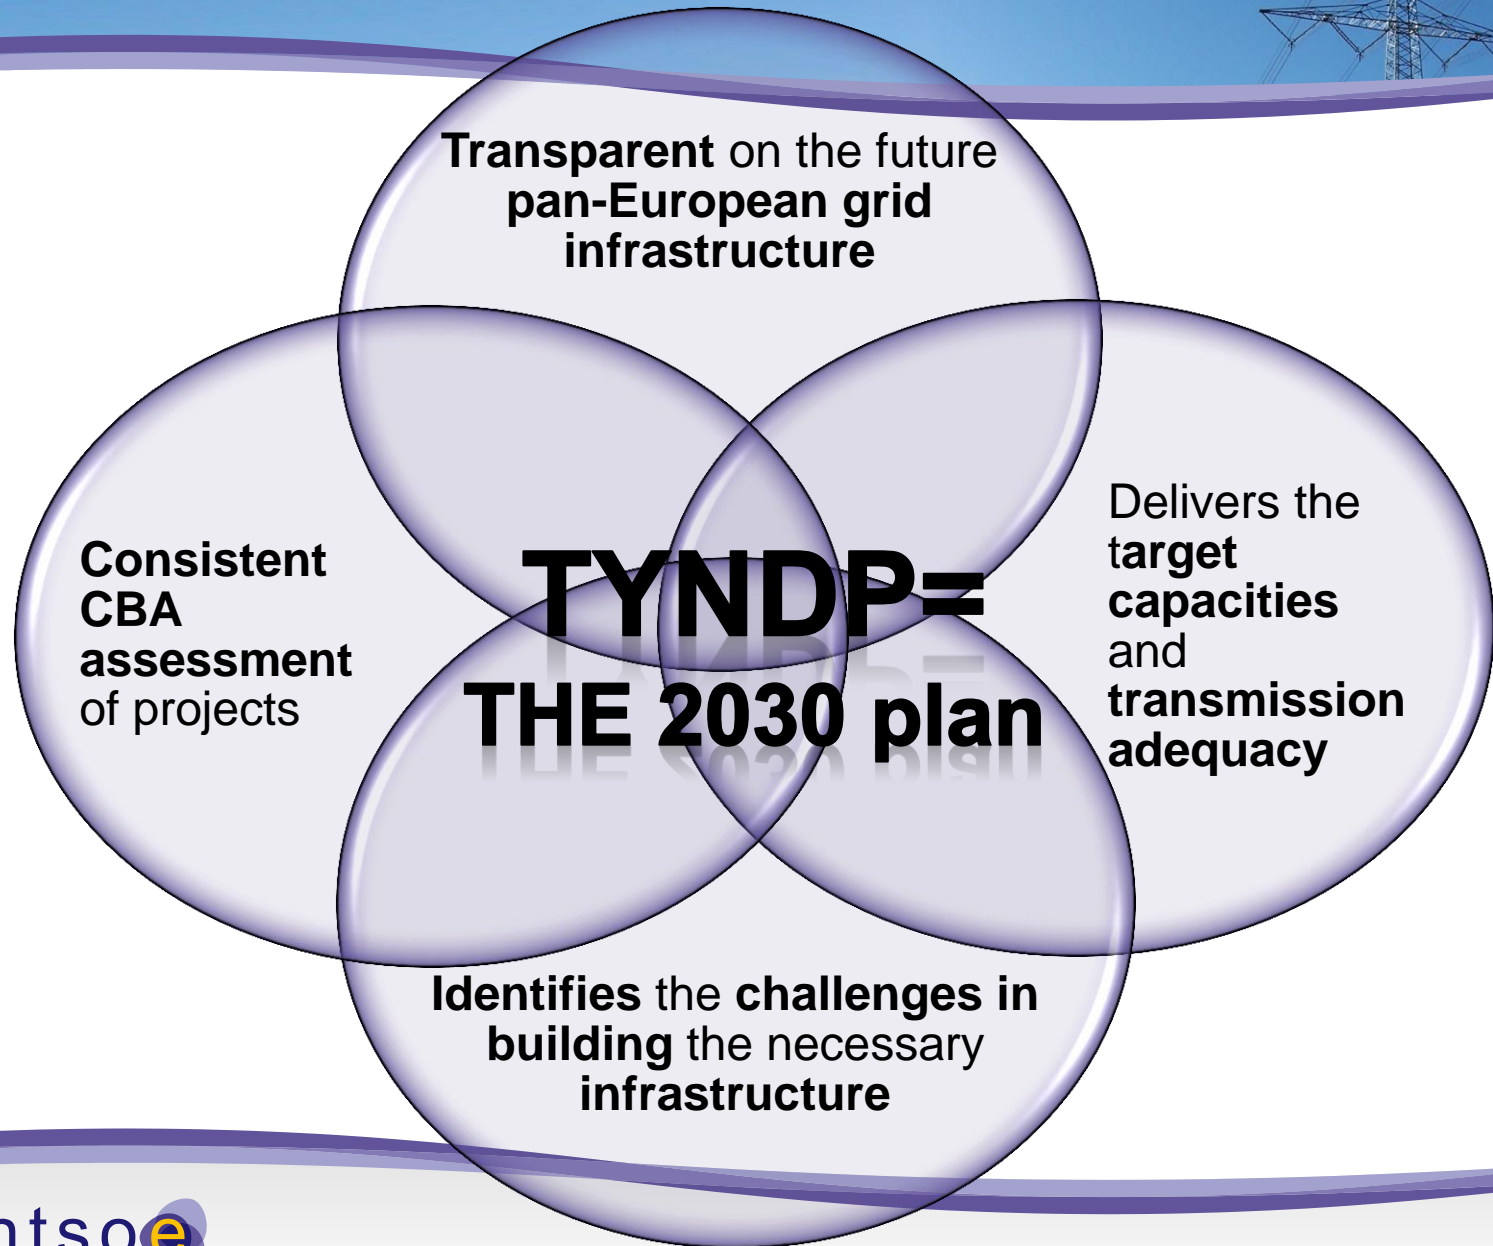 Transparent on the future
pan-European grid
infrastructure
Consistent
CBA
assessment
of projects
TYNDP=
THE 2030 plan
Delivers the
target
capacities
and
transmission
adequacy
Identifies the challenges in
building the necessary
infrastructure
ntsoe